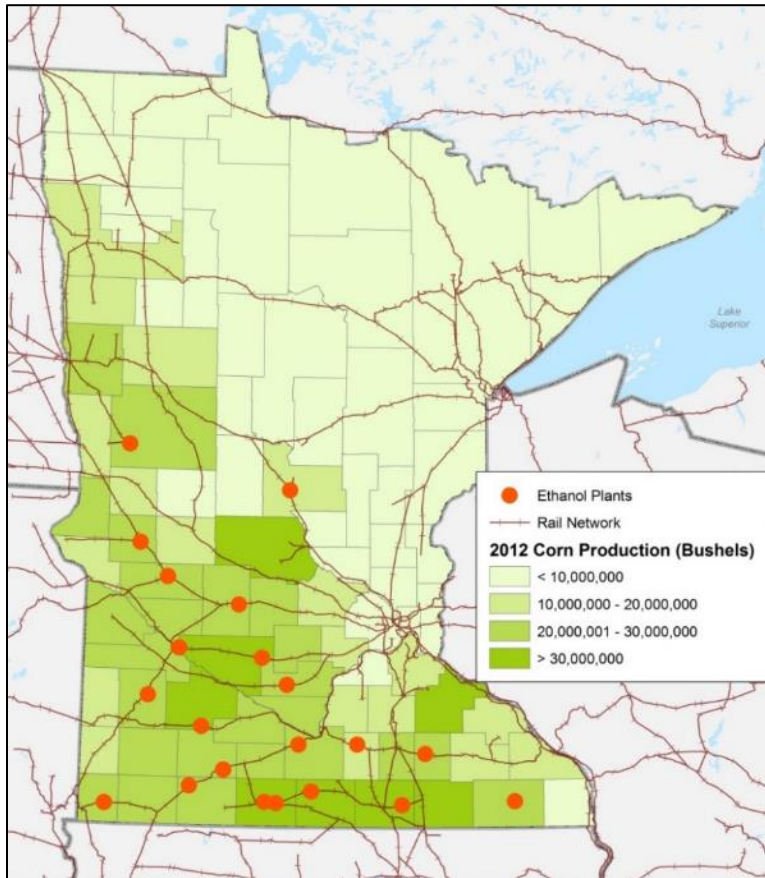 Lake
Superior
Ethanol Plants
Rail Network
2012 Corn Production (Bushels)
< 10,000,000
10,000,000 - 20,000,000
20,000,001 - 30,000,000
> 30,000,000